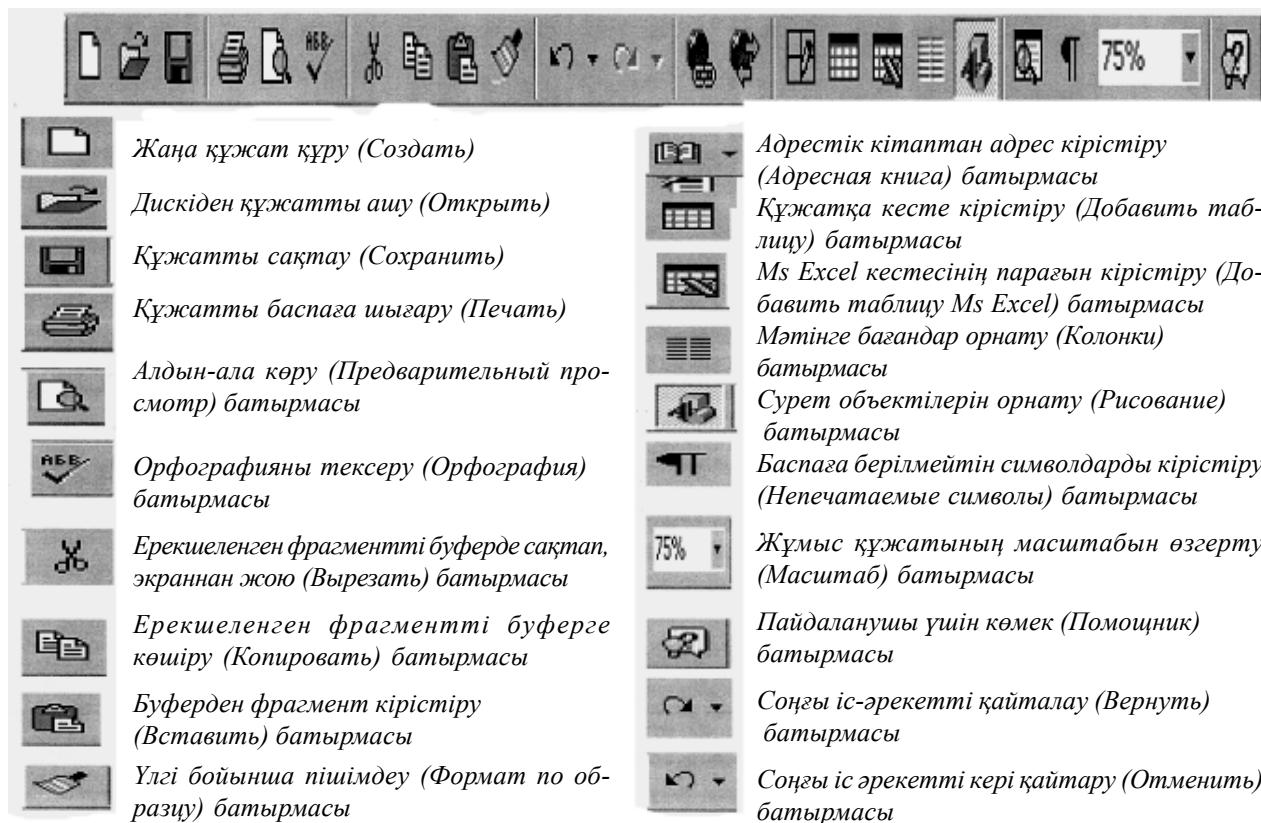 АБВ 75%
Жаңа құжат құру (Создать)
Дискіден құжатты ашу (Открыть)
Құжатты сақтау (Сохранить)
Құжатты баспаға шығару (Печать)
Алдын-ала көру (Предварительный про-
смотр) батырмасы
АБВ
Орфографияны тексеру (Орфография)
батырмасы
Ерекшеленген фрагментті буферде сақтап,
экраннан жою (Вырезать) батырмасы
Ерекшеленген фрагментті буферге
көшіру (Копировать) батырмасы
Буферден фрагмент кірістіру
(Вставить) батырмасы
Үлгі бойынша пішімдеу (Формат по об-
разцу) батырмасы
Адрестік кітаптан адрес кірістіру
(Адресная книга) батырмасы
Құжатқа кесте кірістіру (Добавить таб-
лицу) батырмасы
Ms Excel кестесінің парағын кірістіру (До-
бавить таблицу Ms Excel) батырмасы
Мәтінге бағандар орнату (Колонки)
батырмасы
Сурет объектілерін орнату (Рисование)
батырмасы
Баспаға берілмейтін символдарды кірістіру
(Непечатаемые символы) батырмасы
75%
Жұмыс құжатының масштабын өзгерту
(Масштаб) батырмасы
Пайдаланушы үшін көмек (Помощник)
батырмасы
Соңғы іс-әрекетті қайталау (Вернуть)
батырмасы
Соңғы іс әрекетті кері қайтару (Отменить)
батырмасы